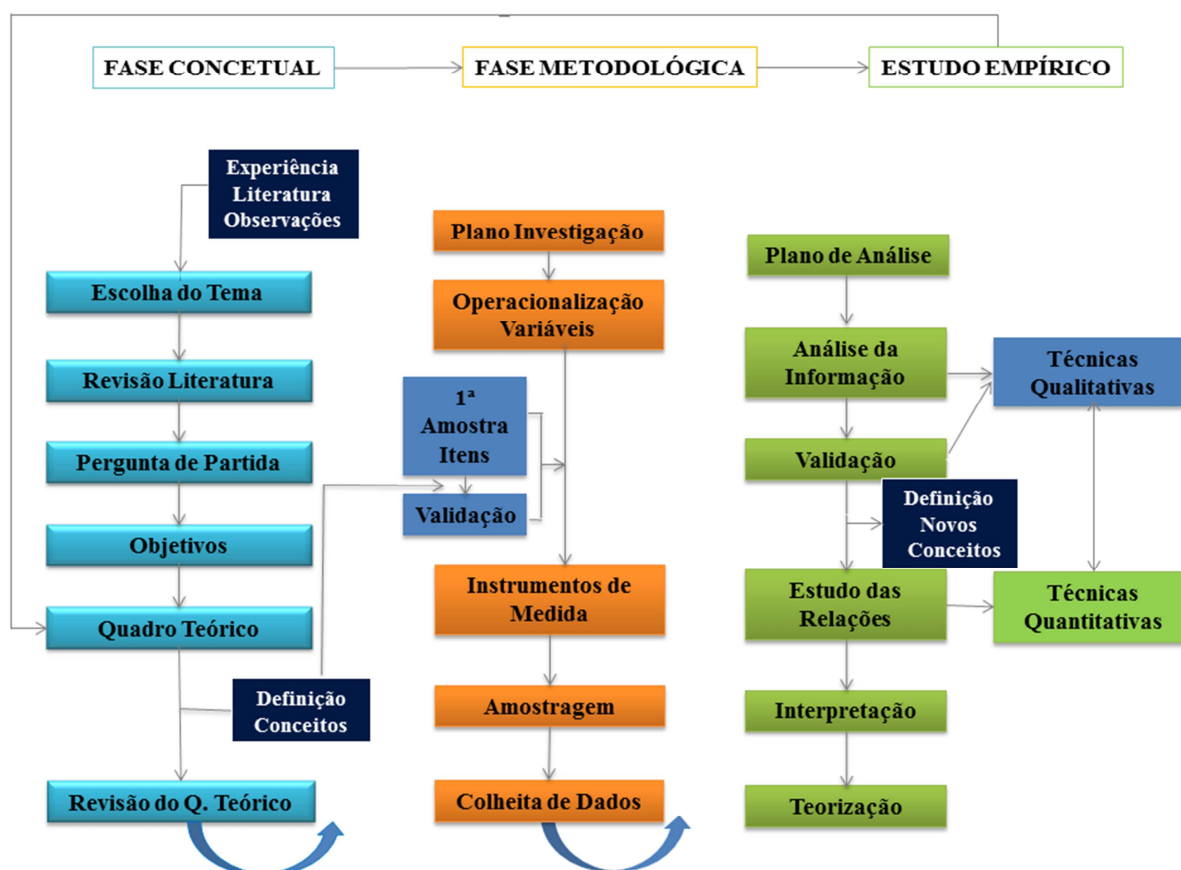 FASE CONCETUAL
FASE METODOLÓGICA
ESTUDO EMPÍRICO
Experiência
Literatura
Observações
Escolha do Tema
Revisão Literatura
Pergunta de Partida
Objetivos
Quadro Teórico
Definição
Conceitos
Revisão do Q. Teórico
Plano Investigação
Operacionalização
Variáveis
1ª
Amostra
Itens
Validação
Instrumentos de
Medida
Amostragem
Colheita de Dados
Plano de Análise
Análise da
Informação
Validação
Definição
Novos
Conceitos
Estudo das
Relações
Interpretação
Teorização
Técnicas
Qualitativas
Técnicas
Quantitativas